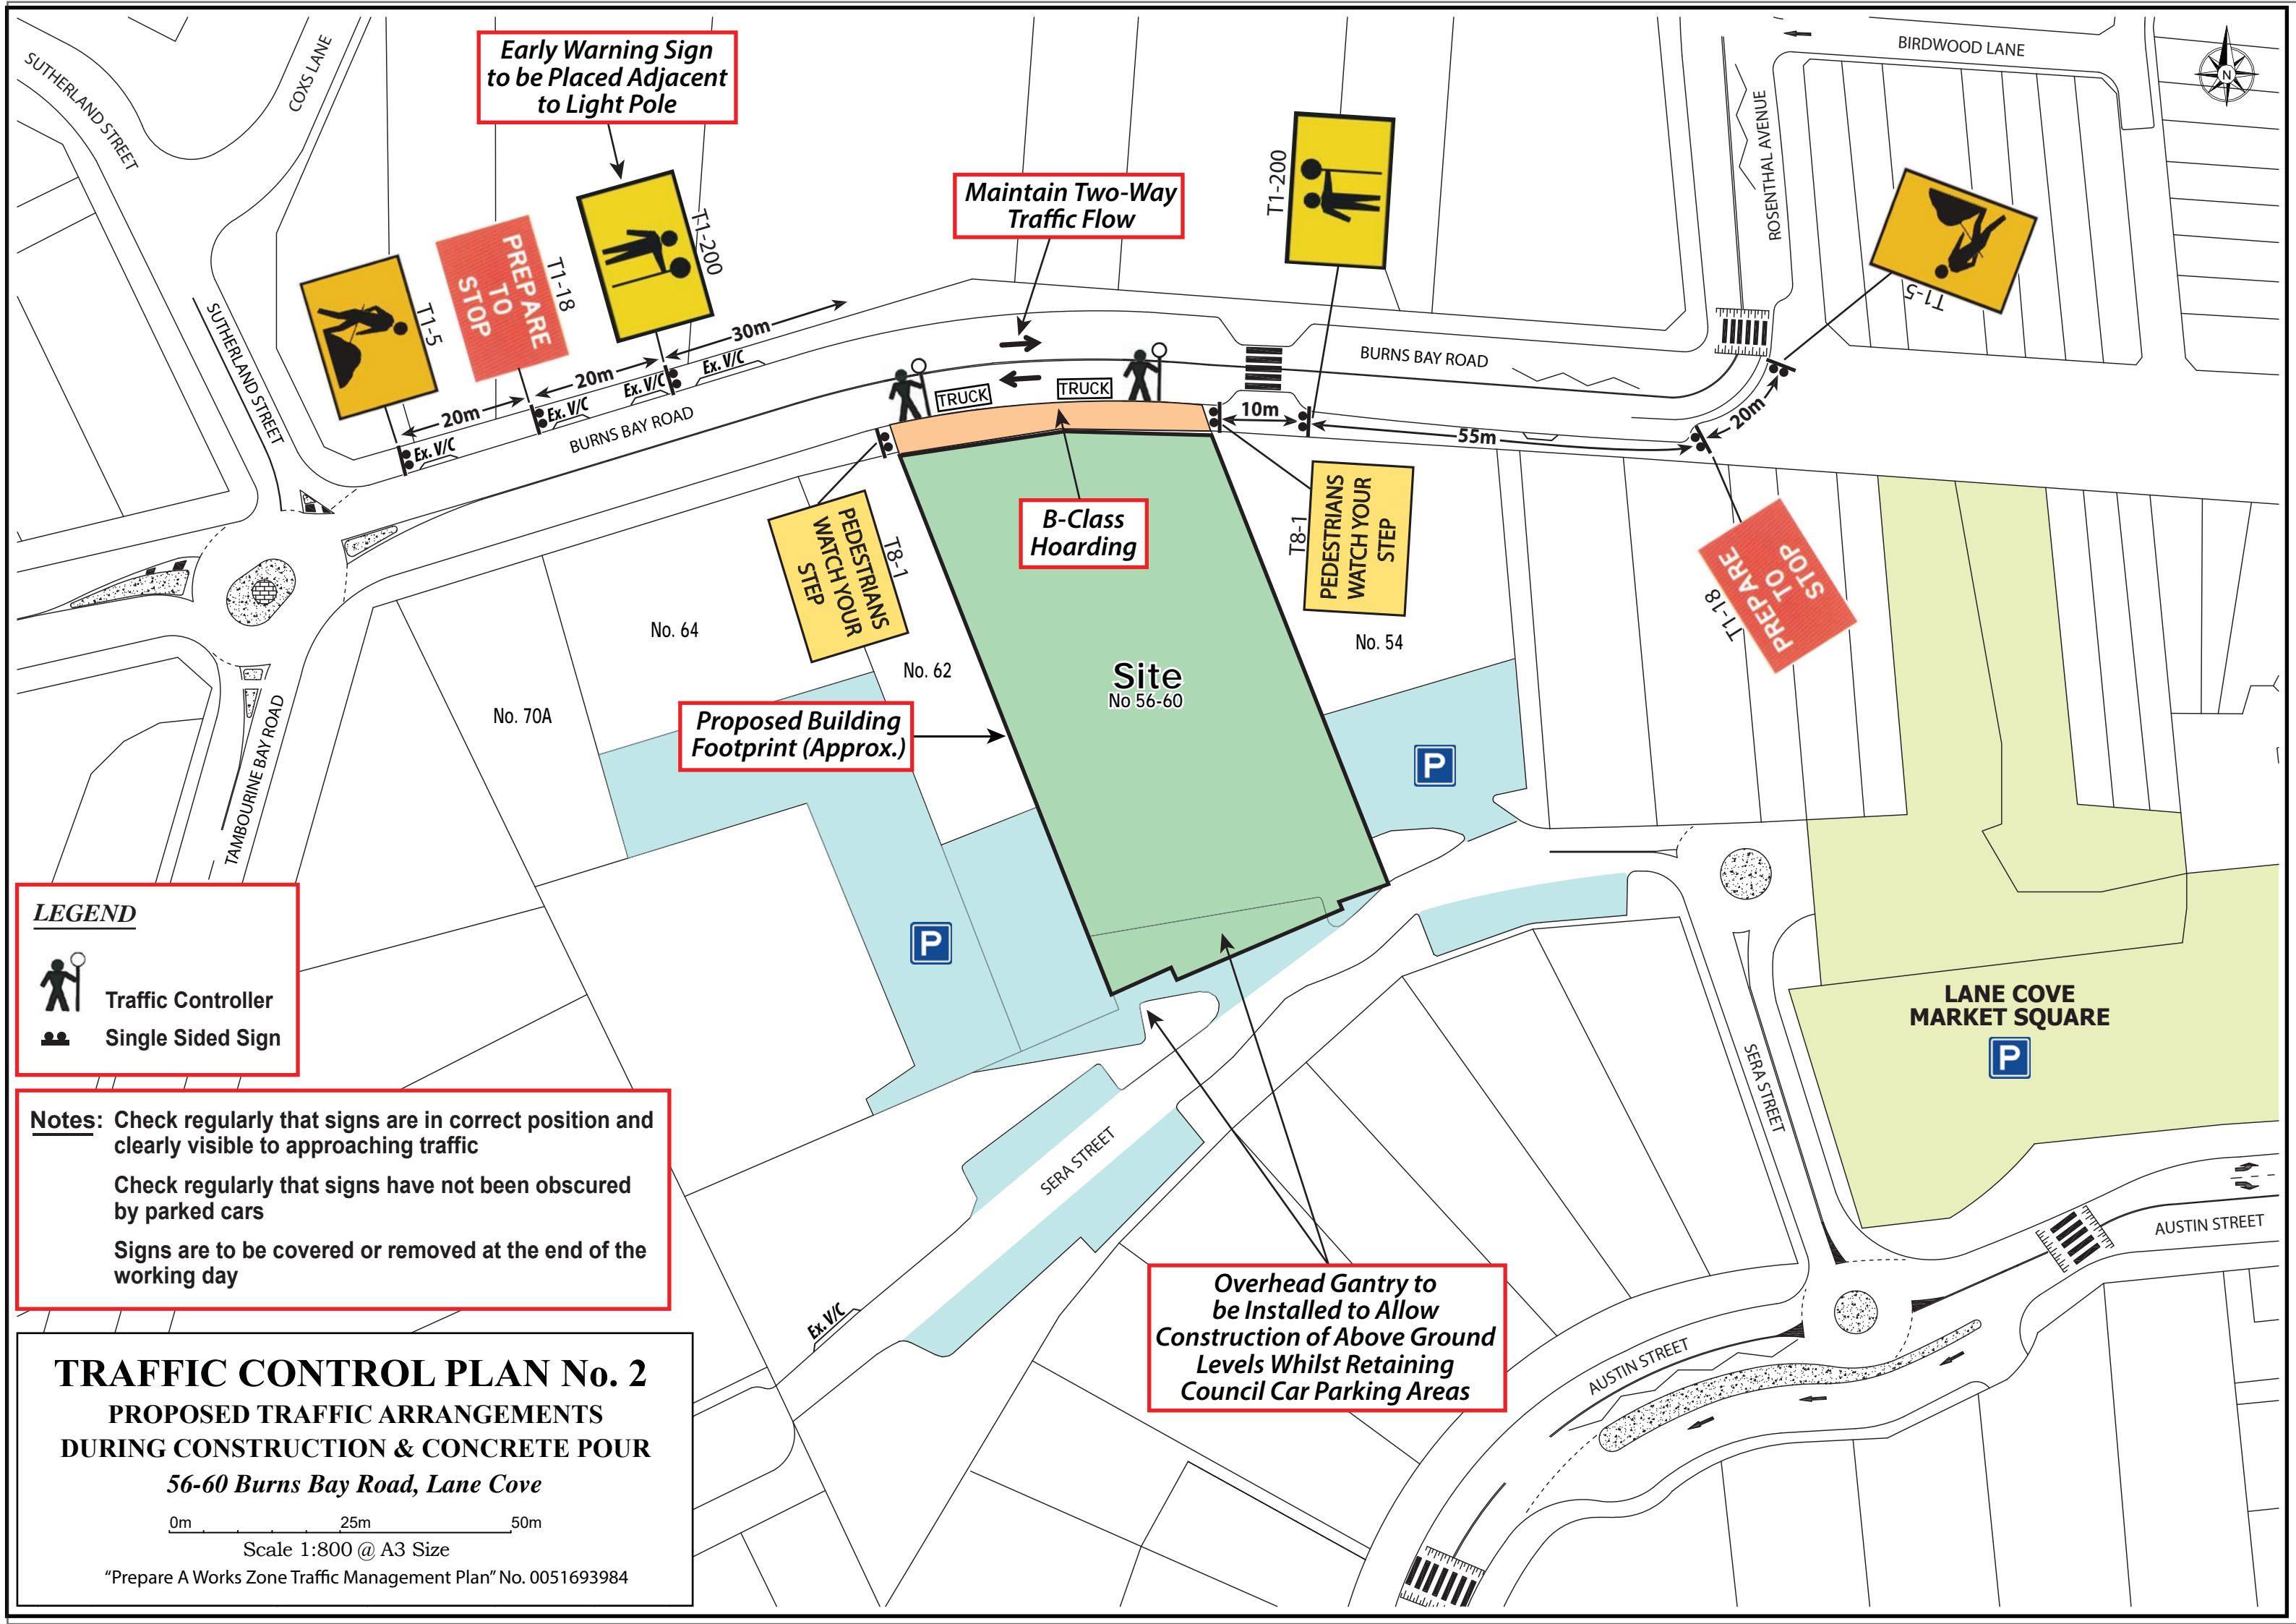 SUTHERLAND STREET
COXS LANE
Early Warning Sign
to be Placed Adjacent
to Light Pole
BIRDWOOD LANE
N
ROSENTHAL AVENUE
Maintain Two-Way
Traffic Flow
T1-200
T1-200
T1-5
T1-18
PREPARE
TO
STOP
T1-5
SUTHERLAND STREET
20m
20m
30m
Ex. V/C
Ex. V/C
Ex. V/C
Ex. V/C
BURNS BAY ROAD
TRUCK
TRUCK
BURNS BAY ROAD
10m
55m
20m
PEDESTRIANS
WATCH YOUR
STEP
T8-1
B-Class
Hoarding
T8-1
PEDESTRIANS
WATCH YOUR
STEP
T1-18
PREPARE
TO
STOP
No. 64
No. 62
No. 54
No. 70A
Site
No 56-60
Proposed Building
Footprint (Approx.)
P
P
TAMBOURINE BAY ROAD
LEGEND
Traffic Controller
Single Sided Sign
LANE COVE
MARKET SQUARE
P
SERA STREET
SERA STREET
Notes: Check regularly that signs are in correct position and
clearly visible to approaching traffic
Check regularly that signs have not been obscured
by parked cars
Signs are to be covered or removed at the end of the
working day
Ex. V/C
Overhead Gantry to
be Installed to Allow
Construction of Above Ground
Levels Whilst Retaining
Council Car Parking Areas
AUSTIN STREET
AUSTIN STREET
TRAFFIC CONTROL PLAN No. 2
PROPOSED TRAFFIC ARRANGEMENTS
DURING CONSTRUCTION & CONCRETE POUR
56-60 Burns Bay Road, Lane Cove
0m 25m 50m
Scale 1:800 @ A3 Size
“Prepare A Works Zone Traffic Management Plan” No. 0051693984